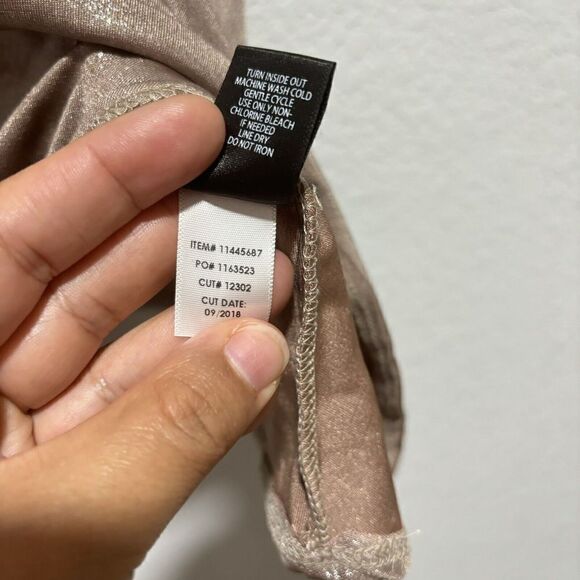 TURN INSIDE OUT
MACHINE WASH COLD
GENTLE CYCLE
USE ONLY NON-
CHLORINE BLEACH
IF NEEDED
LINE DRY
DO NOT IRON
ITEM# 11445687
PO# 1163523
CUT# 12302
CUT DATE:
09/2018